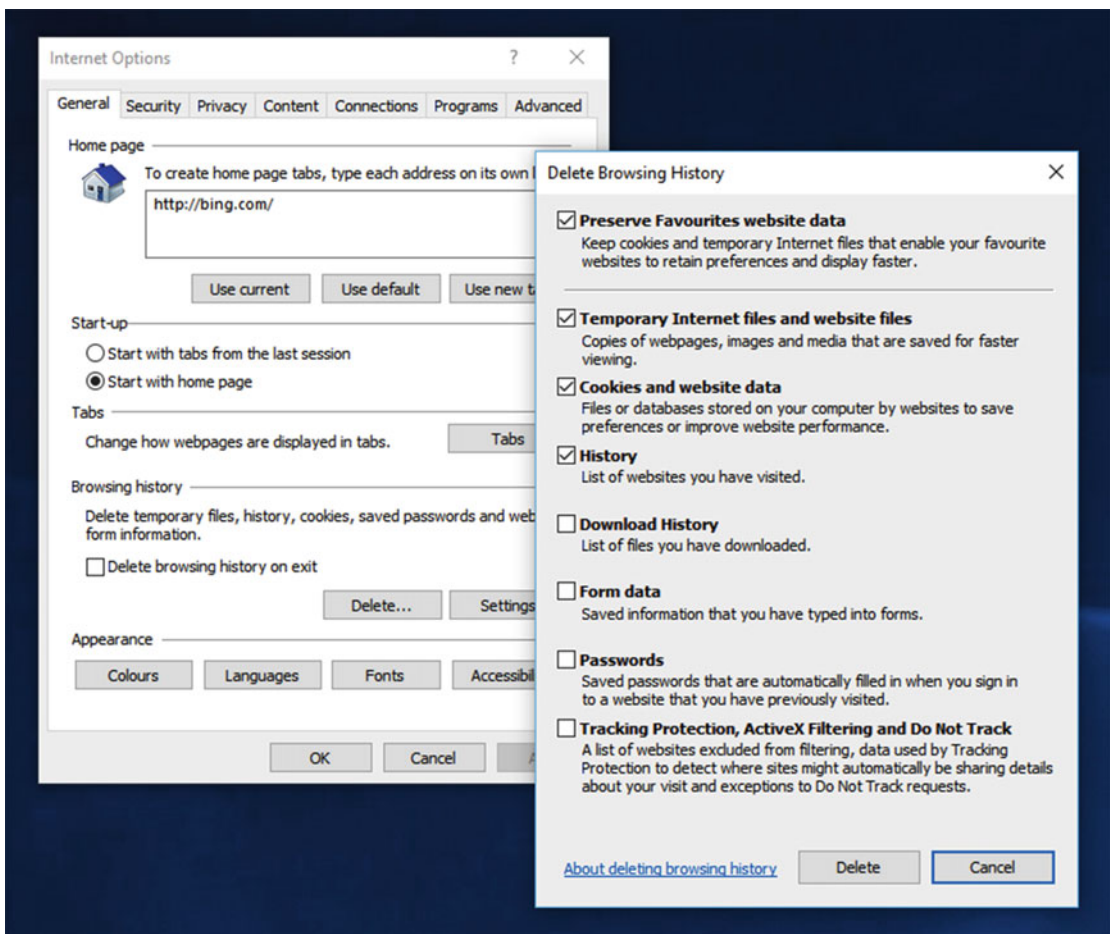 Internet Options
?
General Security Privacy Content Connections Programs Advanced
Home page
To create home page tabs, type each address on its own
http://bing.com/
Use current Use default Use new
Start-up
Start with tabs from the last session
Start with home page
Tabs
Change how webpages are displayed in tabs. Tabs
Browsing history
Delete temporary files, history, cookies, saved passwords and web
form information.
Delete browsing history on exit
Delete... Settings
Appearance
Colours Languages Fonts
OK Cancel
Delete Browsing History
Preserve Favourites website data
Keep cookies and temporary Internet files that enable your favourite
websites to retain preferences and display faster.
Temporary Internet files and website files
Copies of webpages, images and media that are saved for faster
viewing.
Cookies and website data
Files or databases stored on your computer by websites to save
preferences or improve website performance.
History
List of websites you have visited.
Download History
List of files you have downloaded.
Form data
Saved information that you have typed into forms.
Passwords
Saved passwords that are automatically filled in when you sign in
to a website that you have previously visited.
Tracking Protection, ActiveX Filtering and Do Not Track
A list of websites excluded from filtering, data used by Tracking
Protection to detect where sites might automatically be sharing details
about your visit and exceptions to Do Not Track requests.
About deleting browsing history Delete Cancel